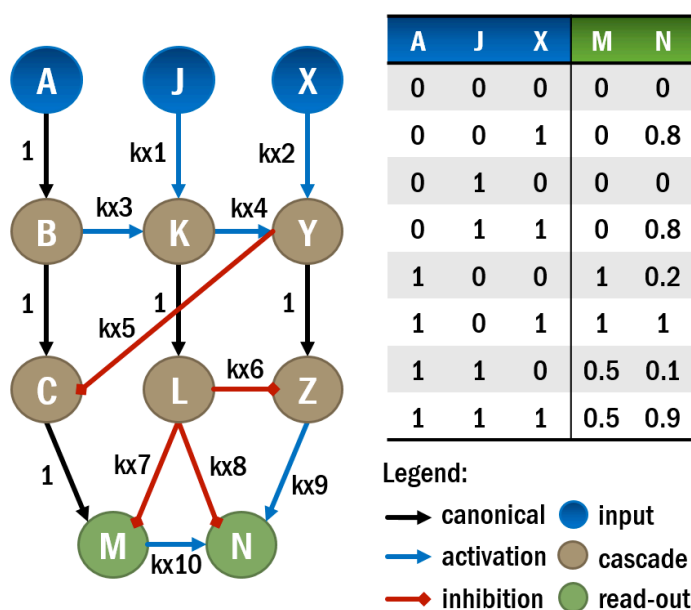 A J X
1 kx1 kx2
B kx3 K kx4 Y
1 kx5 1 1
C L kx6 Z
1 kx7 kx8 kx9
M kx10 N
A J X M N
0 0 0 0 0
0 0 1 0 0.8
0 1 0 0 0
0 1 1 0 0.8
1 0 0 1 0.2
1 0 1 1 1
1 1 0 0.5 0.1
1 1 1 0.5 0.9
Legend:
canonical input
activation cascade
inhibition read-out